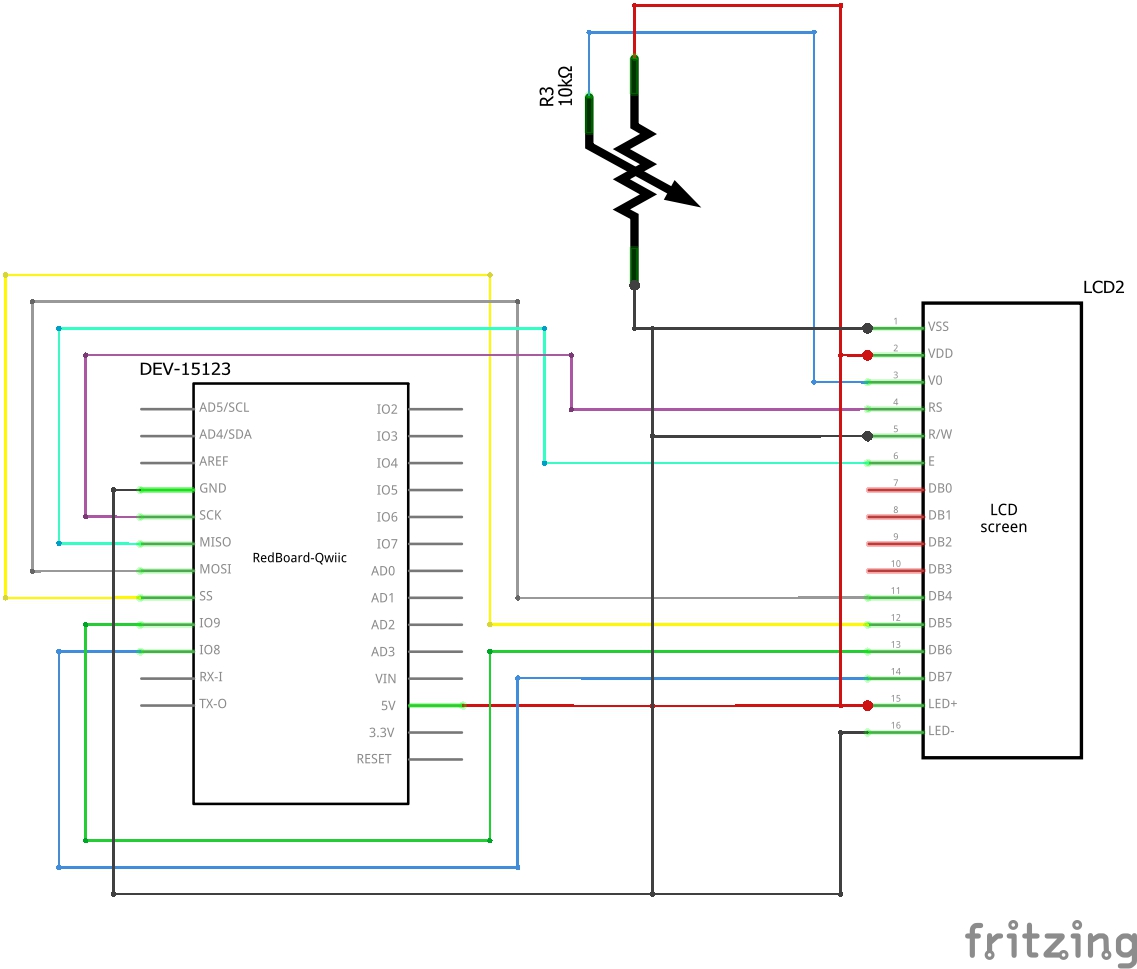 R3
10kΩ
LCD2
1 VSS
2 VDD
3 V0
4 RS
5 R/W
6 E
7 DB0
8 DB1
9 DB2
10 DB3
11 DB4
12 DB5
13 DB6
14 DB7
15 LED+
16 LED-
LCD
screen
DEV-15123
AD5/SCL IO2
AD4/SDA IO3
AREF IO4
GND IO5
SCK IO6
MISO IO7
MOSI AD0
SS AD1
IO9 AD2
IO8 AD3
RX-I VIN
TX-O 5V
3.3V
RESET
RedBoard-Qwiic
fritzing